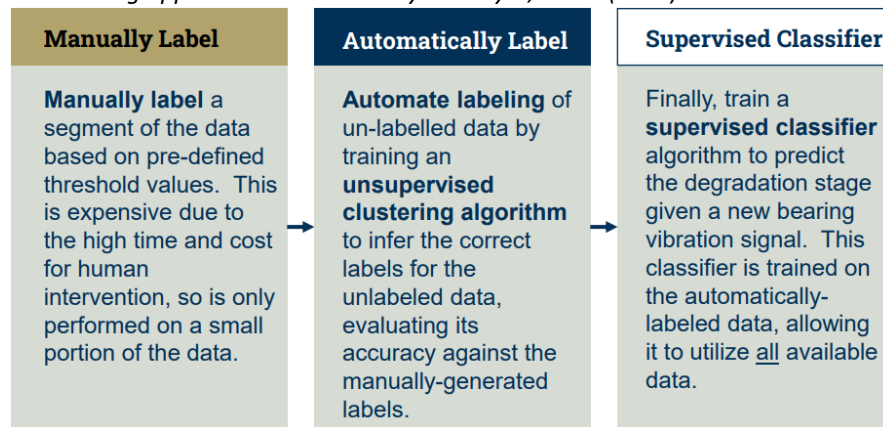 Manually Label
Manually label a
segment of the data
based on pre-defined
threshold values.  This
is expensive due to
the high time and cost
for human
intervention, so is only
performed on a small
portion of the data.
Automatically Label
Automate labeling of
un-labelled data by
training an
unsupervised
clustering algorithm
to infer the correct
labels for the
unlabeled data,
evaluating its
accuracy against the
manually-generated
labels.
Supervised Classifier
Finally, train a
supervised classifier
algorithm to predict
the degradation stage
given a new bearing
vibration signal.  This
classifier is trained on
the automatically-
labeled data, allowing
it to utilize all available
data.